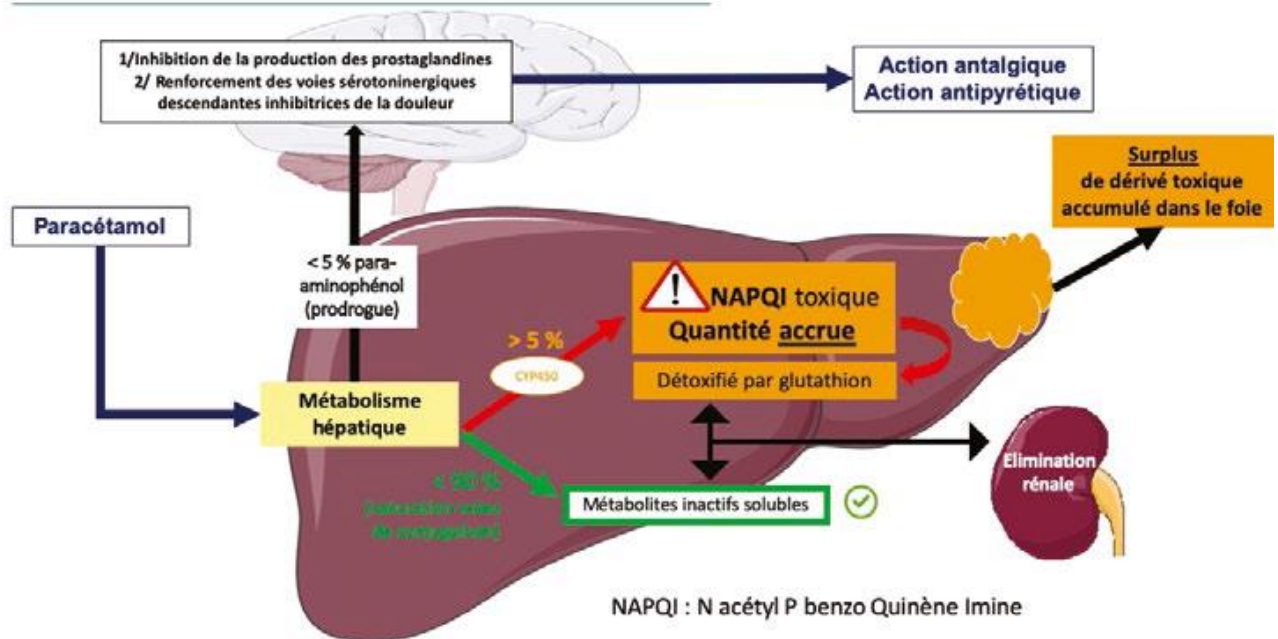 1/Inhibition de la production des prostaglandines
2/ Renforcement des voies sérotoninergiques
descendantes inhibitrices de la douleur
Action antalgique
Action antipyrétique
Surplus
de dérivé toxique
accumulé dans le foie
Paracétamol
< 5 % para-
aminophénol
(prodrogue)
> 5 %
CYP450
NAPQI toxique
Quantité accrue
Détoxifié par glutathion
Métabolisme
hépatique
< 90 %
Métabolites inactifs solubles
Elimination
rénale
NAPQI : N acétyl P benzo Quinène Imine